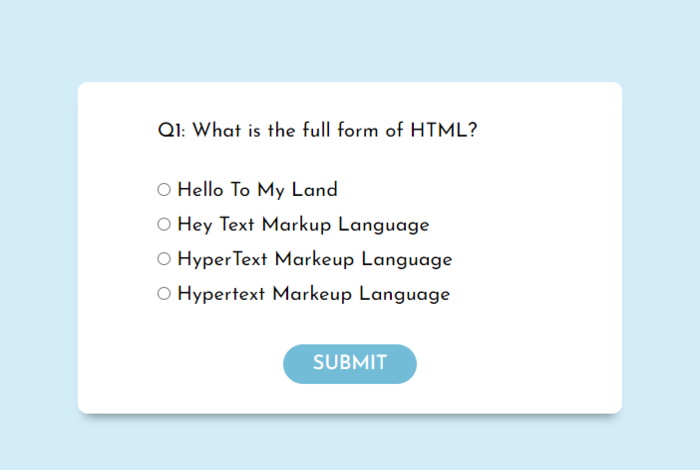 Q1: What is the full form of HTML?
Hello To My Land
Hey Text Markup Language
HyperText Markeup Language
Hypertext Markeup Language
SUBMIT